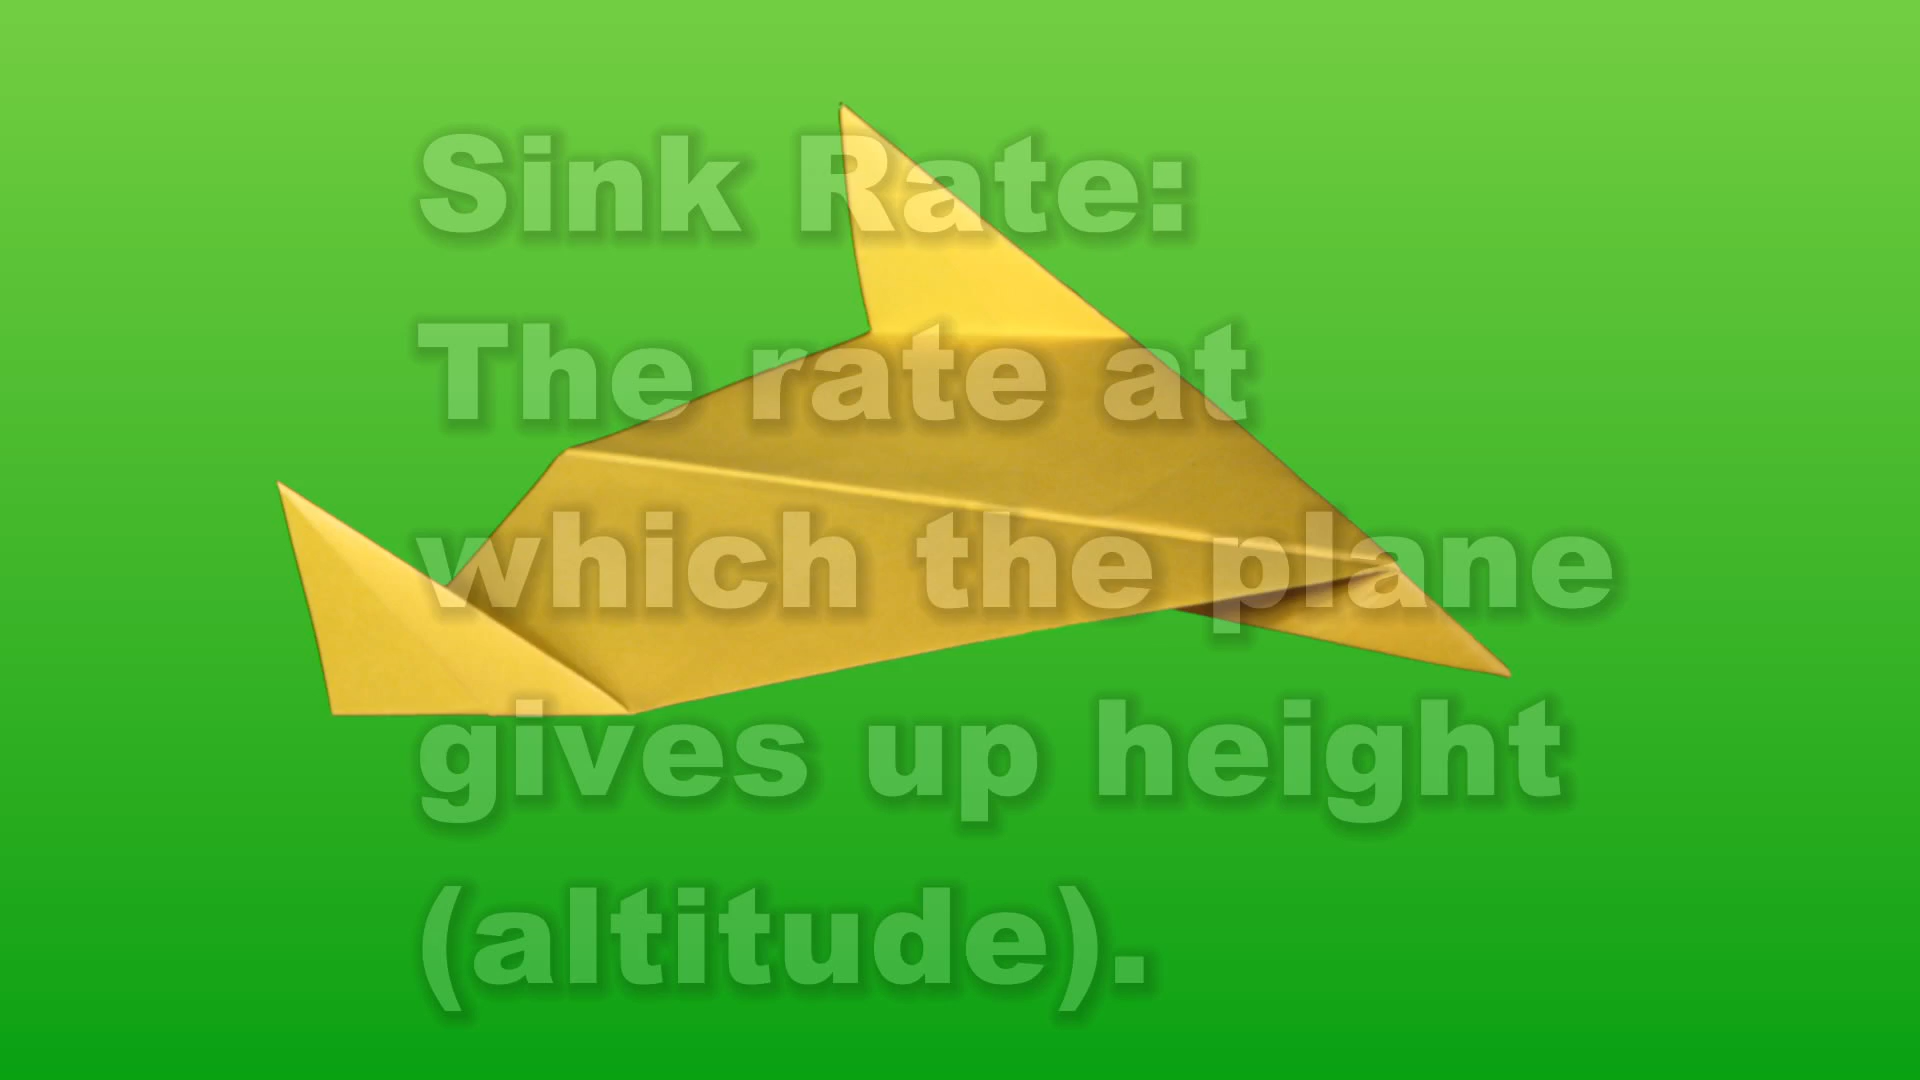 Sink Rate:
The rate at
which the plane
gives up height
(altitude).